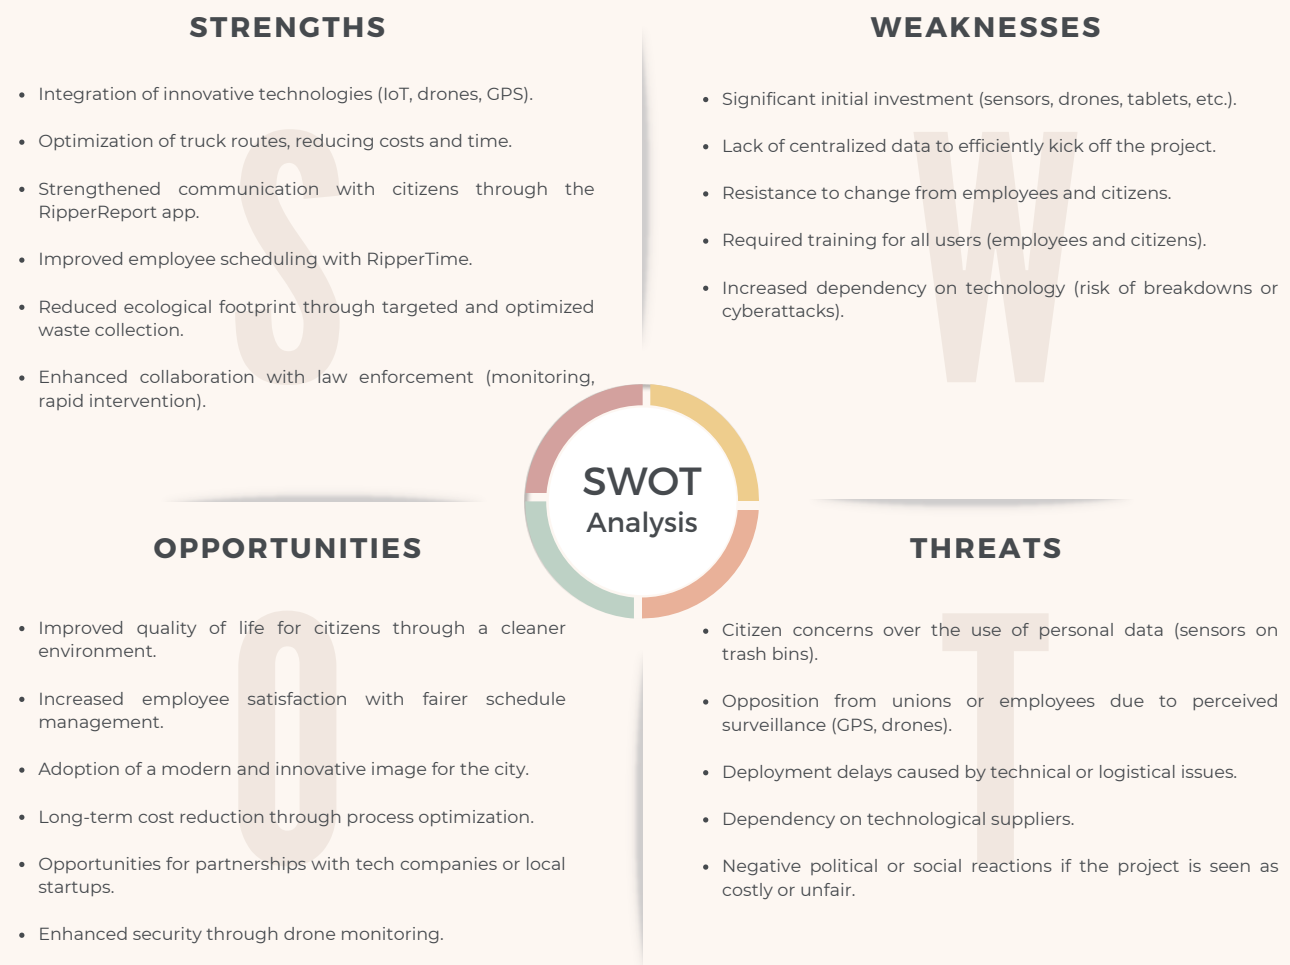 STRENGTHS
• Integration of innovative technologies (IoT, drones, GPS).
• Optimization of truck routes, reducing costs and time.
• Strengthened communication with citizens through the
RipperReport app.
• Improved employee scheduling with RipperTime.
• Reduced ecological footprint through targeted and optimized
waste collection.
• Enhanced collaboration with law enforcement (monitoring,
rapid intervention).
S
WEAKNESSES
• Significant initial investment (sensors, drones, tablets, etc.).
• Lack of centralized data to efficiently kick off the project.
• Resistance to change from employees and citizens.
• Required training for all users (employees and citizens).
• Increased dependency on technology (risk of breakdowns or
cyberattacks).
W
SWOT
Analysis
OPPORTUNITIES
• Improved quality of life for citizens through a cleaner
environment.
• Increased employee satisfaction with fairer schedule
management.
• Adoption of a modern and innovative image for the city.
• Long-term cost reduction through process optimization.
• Opportunities for partnerships with tech companies or local
startups.
• Enhanced security through drone monitoring.
O
THREATS
• Citizen concerns over the use of personal data (sensors on
trash bins).
• Opposition from unions or employees due to perceived
surveillance (GPS, drones).
• Deployment delays caused by technical or logistical issues.
• Dependency on technological suppliers.
• Negative political or social reactions if the project is seen as
costly or unfair.
T